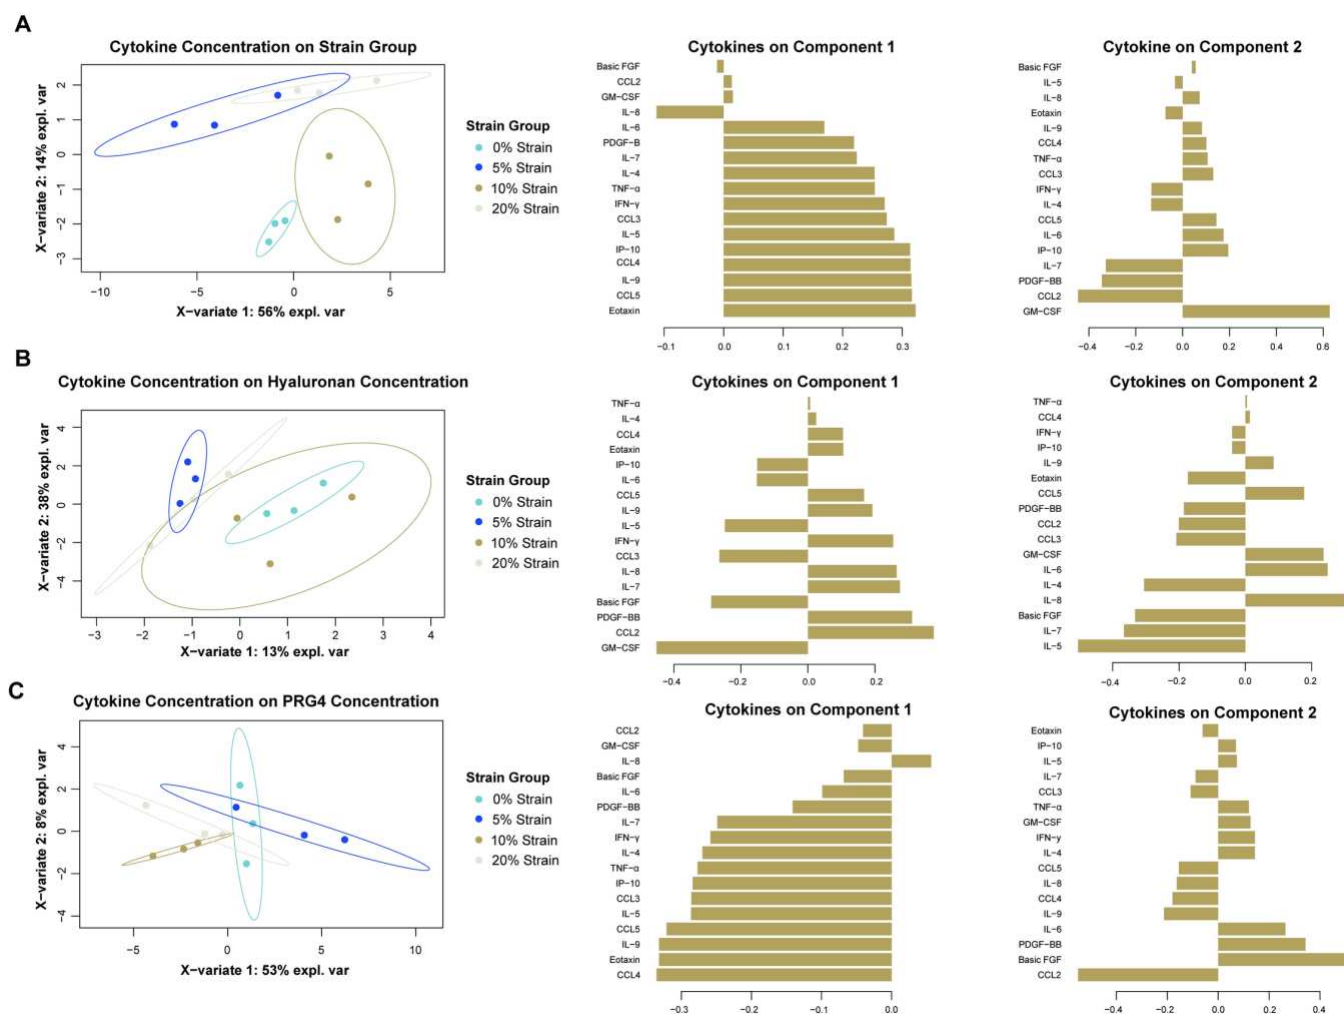 A
Cytokine Concentration on Strain Group
X−variate 2: 14% expl. var
2
1
0
−1
−2
−3
−10
−5
0
5
X−variate 1: 56% expl. var
Strain Group
0% Strain
5% Strain
10% Strain
20% Strain
Cytokines on Component 1
Basic FGF
CCL2
GM−CSF
IL−8
IL−6
PDGF−B
IL−7
IL−4
TNF−α
IFN−γ
CCL3
IL−5
IP−10
CCL4
IL−9
CCL5
Eotaxin
−0.1
0.0
0.1
0.2
0.3
Cytokine on Component 2
Basic FGF
IL−5
IL−8
Eotaxin
IL−9
CCL4
TNF−α
CCL3
IFN−γ
IL−4
CCL5
IL−6
IP−10
IL−7
PDGF−BB
CCL2
GM−CSF
−0.4
−0.2
0.0
0.2
0.4
0.6
B
Cytokine Concentration on Hyaluronan Concentration
X−variate 2: 38% expl. var
4
2
0
−2
−4
−3
−2
−1
0
1
2
3
4
X−variate 1: 13% expl. var
Strain Group
0% Strain
5% Strain
10% Strain
20% Strain
Cytokines on Component 1
TNF−α
IL−4
CCL4
Eotaxin
IP−10
IL−6
CCL5
IL−9
IL−5
IFN−γ
CCL3
IL−8
IL−7
Basic FGF
PDGF−BB
CCL2
GM−CSF
−0.4
−0.2
0.0
0.2
Cytokines on Component 2
TNF−α
CCL4
IFN−γ
IP−10
IL−9
Eotaxin
CCL5
PDGF−BB
CCL2
CCL3
GM−CSF
IL−6
IL−4
IL−8
Basic FGF
IL−7
IL−5
−0.4
−0.2
0.0
0.2
C
Cytokine Concentration on PRG4 Concentration
X−variate 2: 8% expl. var
4
2
0
−2
−4
−5
0
5
10
X−variate 1: 53% expl. var
Strain Group
0% Strain
5% Strain
10% Strain
20% Strain
Cytokines on Component 1
CCL2
GM−CSF
IL−8
Basic FGF
IL−6
PDGF−BB
IL−7
IFN−γ
IL−4
TNF−α
IP−10
CCL3
IL−5
CCL5
IL−9
Eotaxin
CCL4
−0.3
−0.2
−0.1
0.0
Cytokines on Component 2
Eotaxin
IP−10
IL−5
IL−7
CCL3
TNF−α
GM−CSF
IFN−γ
IL−4
CCL5
IL−8
CCL4
IL−9
IL−6
PDGF−BB
Basic FGF
CCL2
−0.4
−0.2
0.0
0.2
0.4